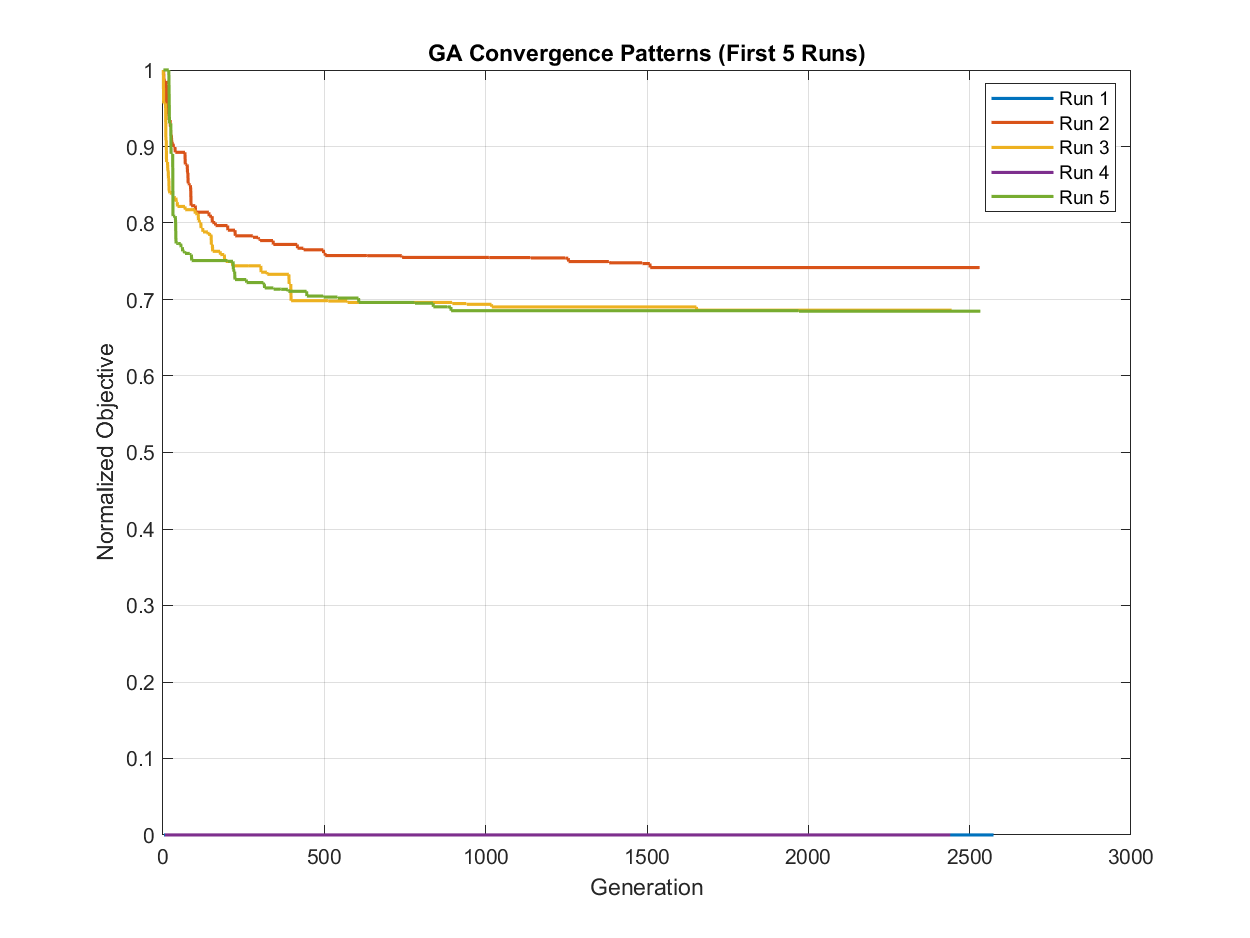 GA Convergence Patterns (First 5 Runs)
Run 1
Run 2
Run 3
Run 4
Run 5
Normalized Objective
1
0.9
0.8
0.7
0.6
0.5
0.4
0.3
0.2
0.1
0
0 500 1000 1500 2000 2500 3000
Generation